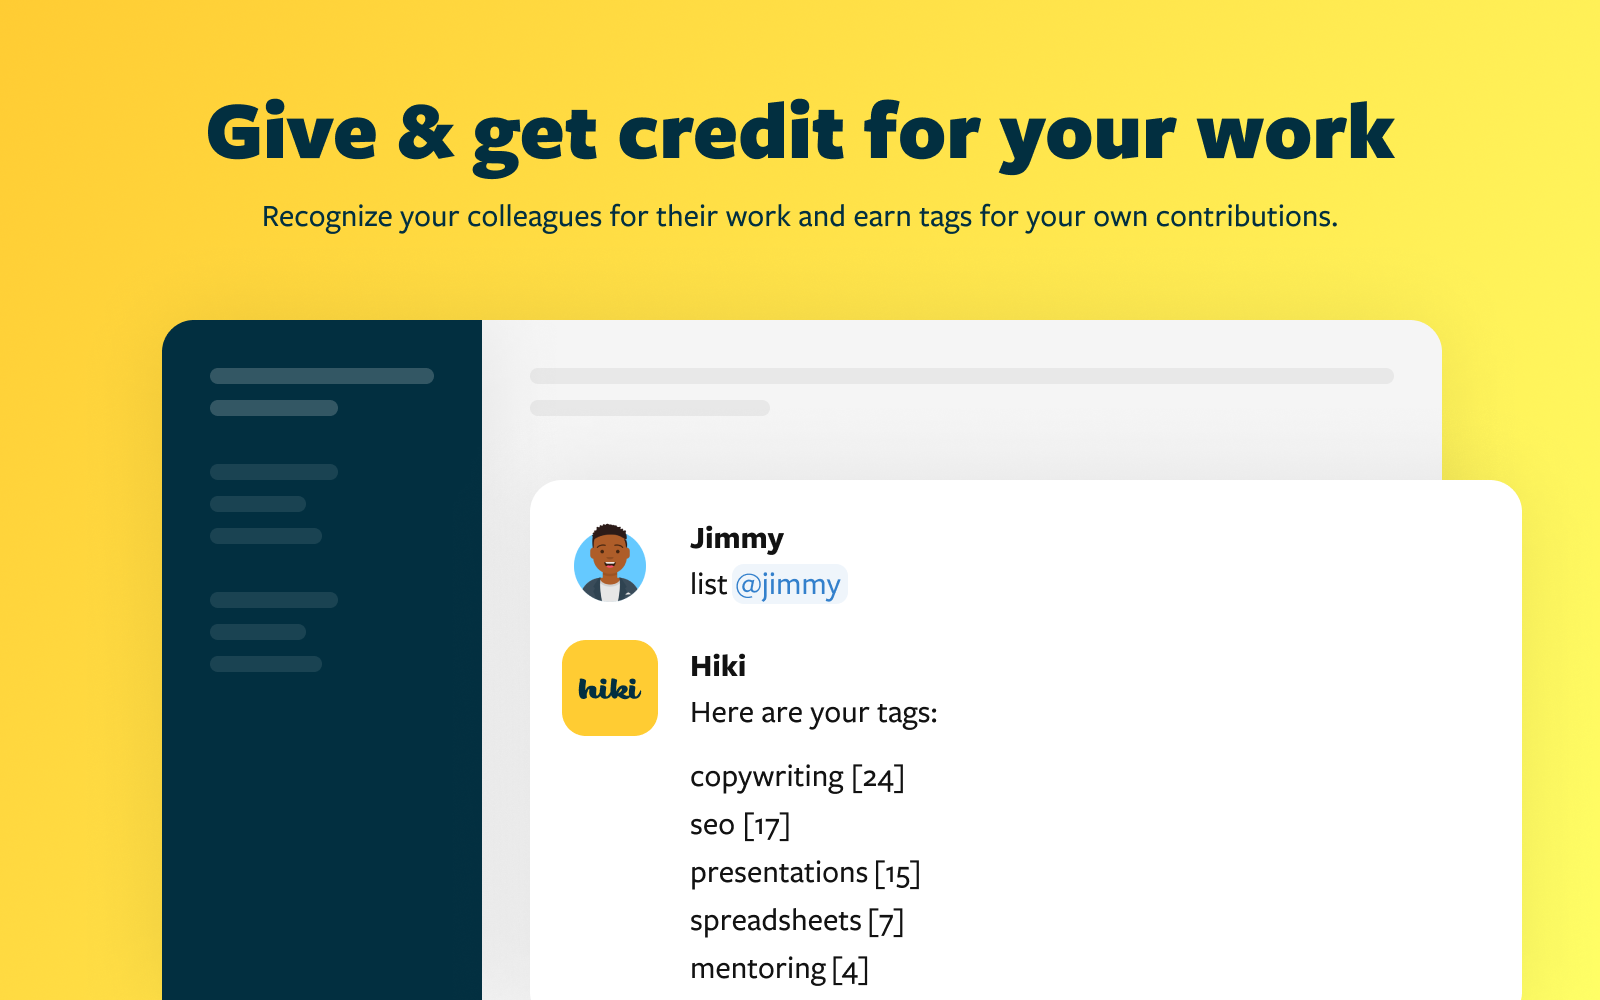 Give & get credit for your work
Recognize your colleagues for their work and earn tags for your own contributions.
Jimmy
list @jimmy
hiki
Hiki
Here are your tags:
copywriting [24]
seo [17]
presentations [15]
spreadsheets [7]
mentoring [4]